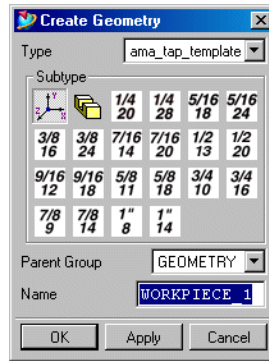 Create Geometry
Type ama_tap_template
Subtype
Y Z X 1/4 20 1/4 28 5/16 18 5/16 24
3/8 16 3/8 24 7/16 14 7/16 20 1/2 13 1/2 20
9/16 12 9/16 18 5/8 11 5/8 18 3/4 10 3/4 16
7/8 9 7/8 14 1" 8 1" 14
Parent Group GEOMETRY
Name WORKPIECE_1
OK Apply Cancel